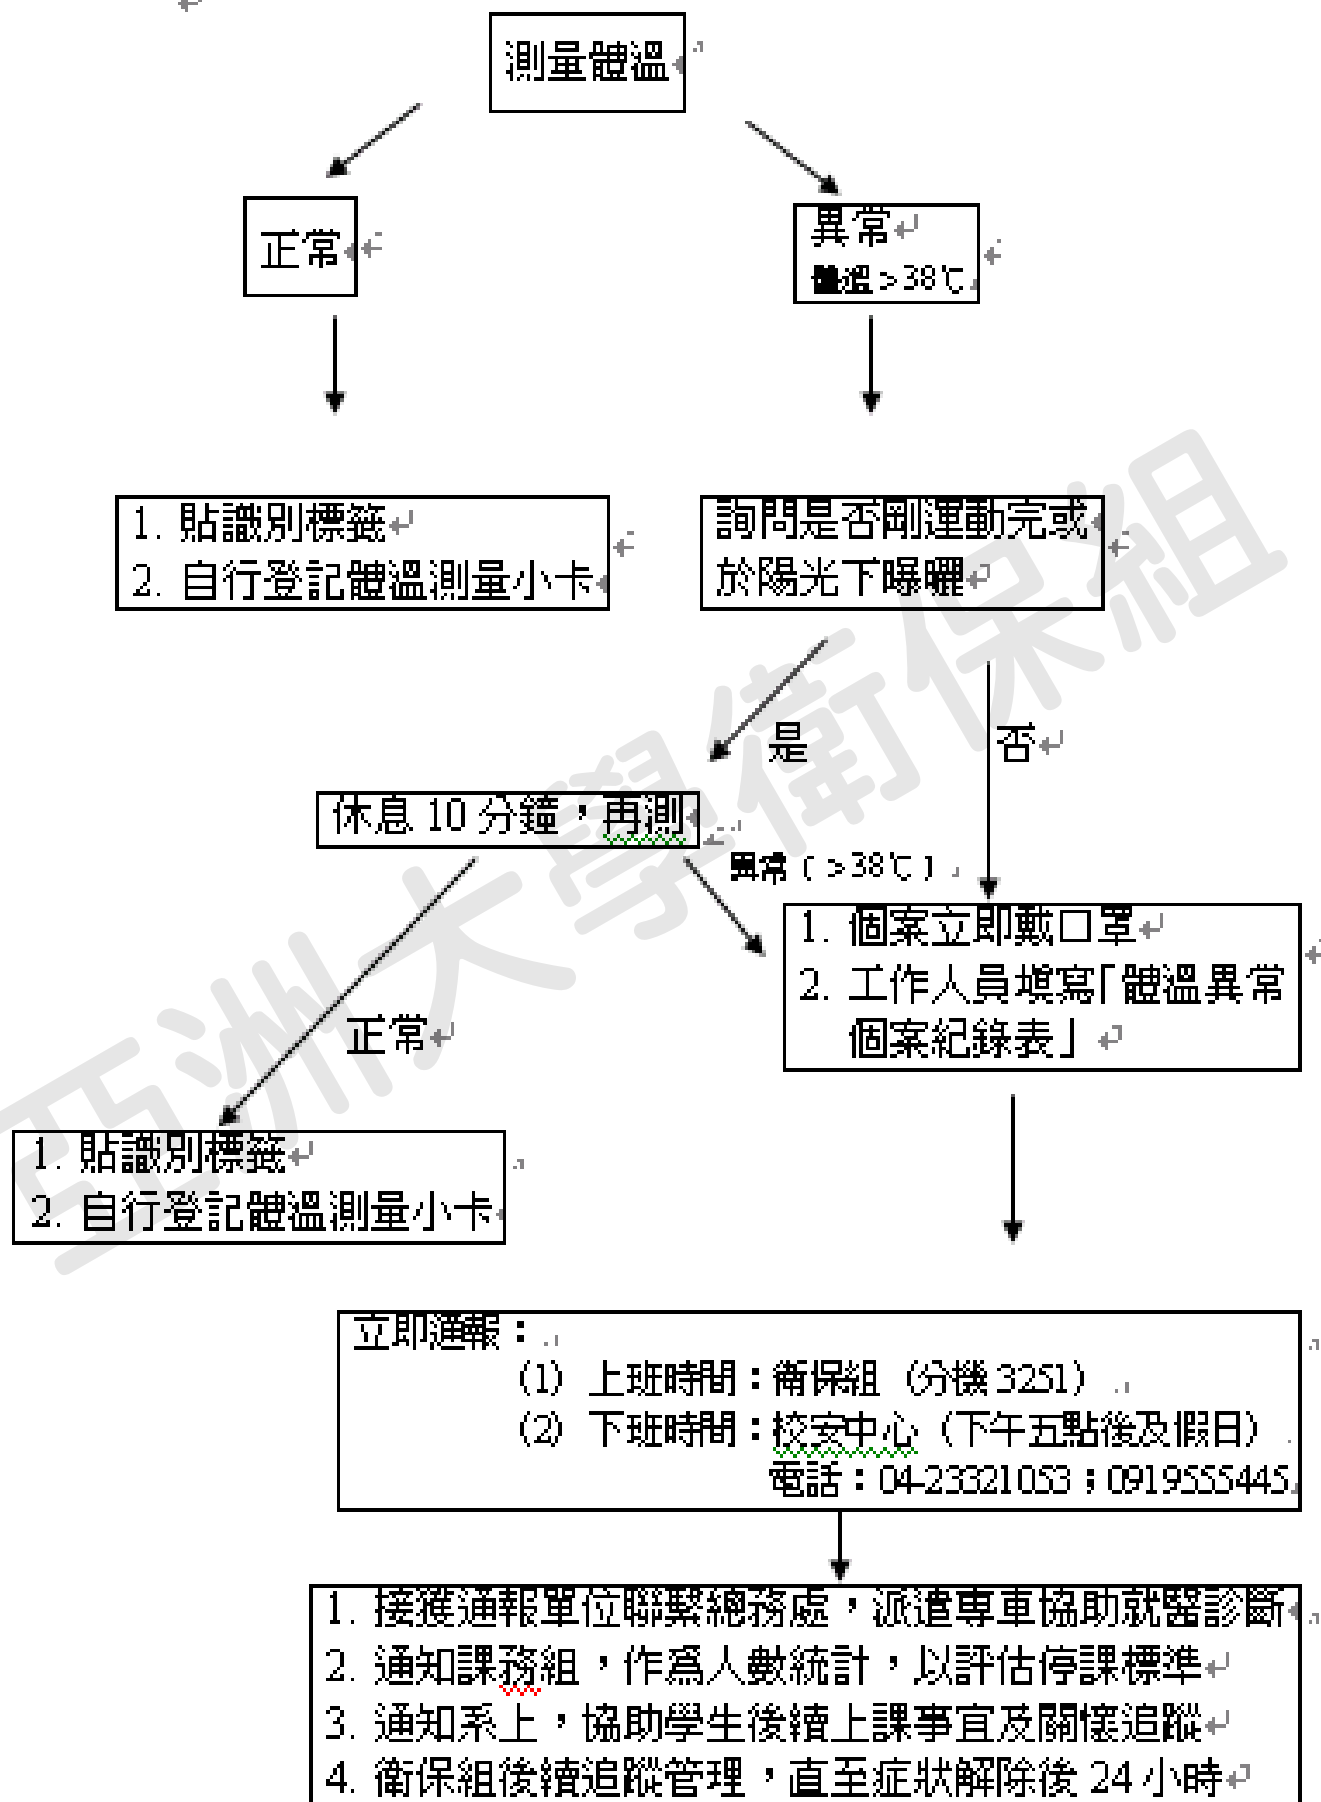 測量體溫
正常
異常
體溫>38℃
1. 貼識別標籤
2. 自行登記體溫測量小卡
詢問是否剛運動完或
於陽光下曝曬
是
否
休息 10 分鐘，再測
異常（>38℃）
1. 個案立即戴口罩
2. 工作人員填寫「體溫異常
個案紀錄表」
正常
1. 貼識別標籤
2. 自行登記體溫測量小卡
立即通報：
(1) 上班時間：衛保組（分機 3251）
(2) 下班時間：校安中心（下午五點後及假日）
電話：04-23321053；0919555445
1. 接獲通報單位聯繫總務處，派遣專車協助就醫診斷
2. 通知課務組，作為人數統計，以評估停課標準
3. 通知系上，協助學生後續上課事宜及關懷追蹤
4. 衛保組後續追蹤管理，直至症狀解除後 24 小時
亞洲大學衛保組